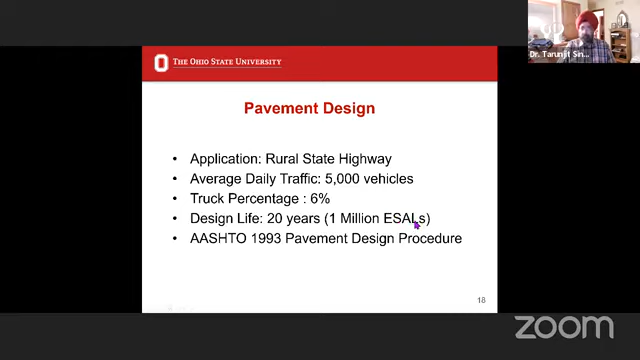 THE OHIO STATE UNIVERSITY
Dr. Tarunjit Sin...
Pavement Design
• Application: Rural State Highway
• Average Daily Traffic: 5,000 vehicles
• Truck Percentage : 6%
• Design Life: 20 years (1 Million ESALs)
• AASHTO 1993 Pavement Design Procedure
18
zoom